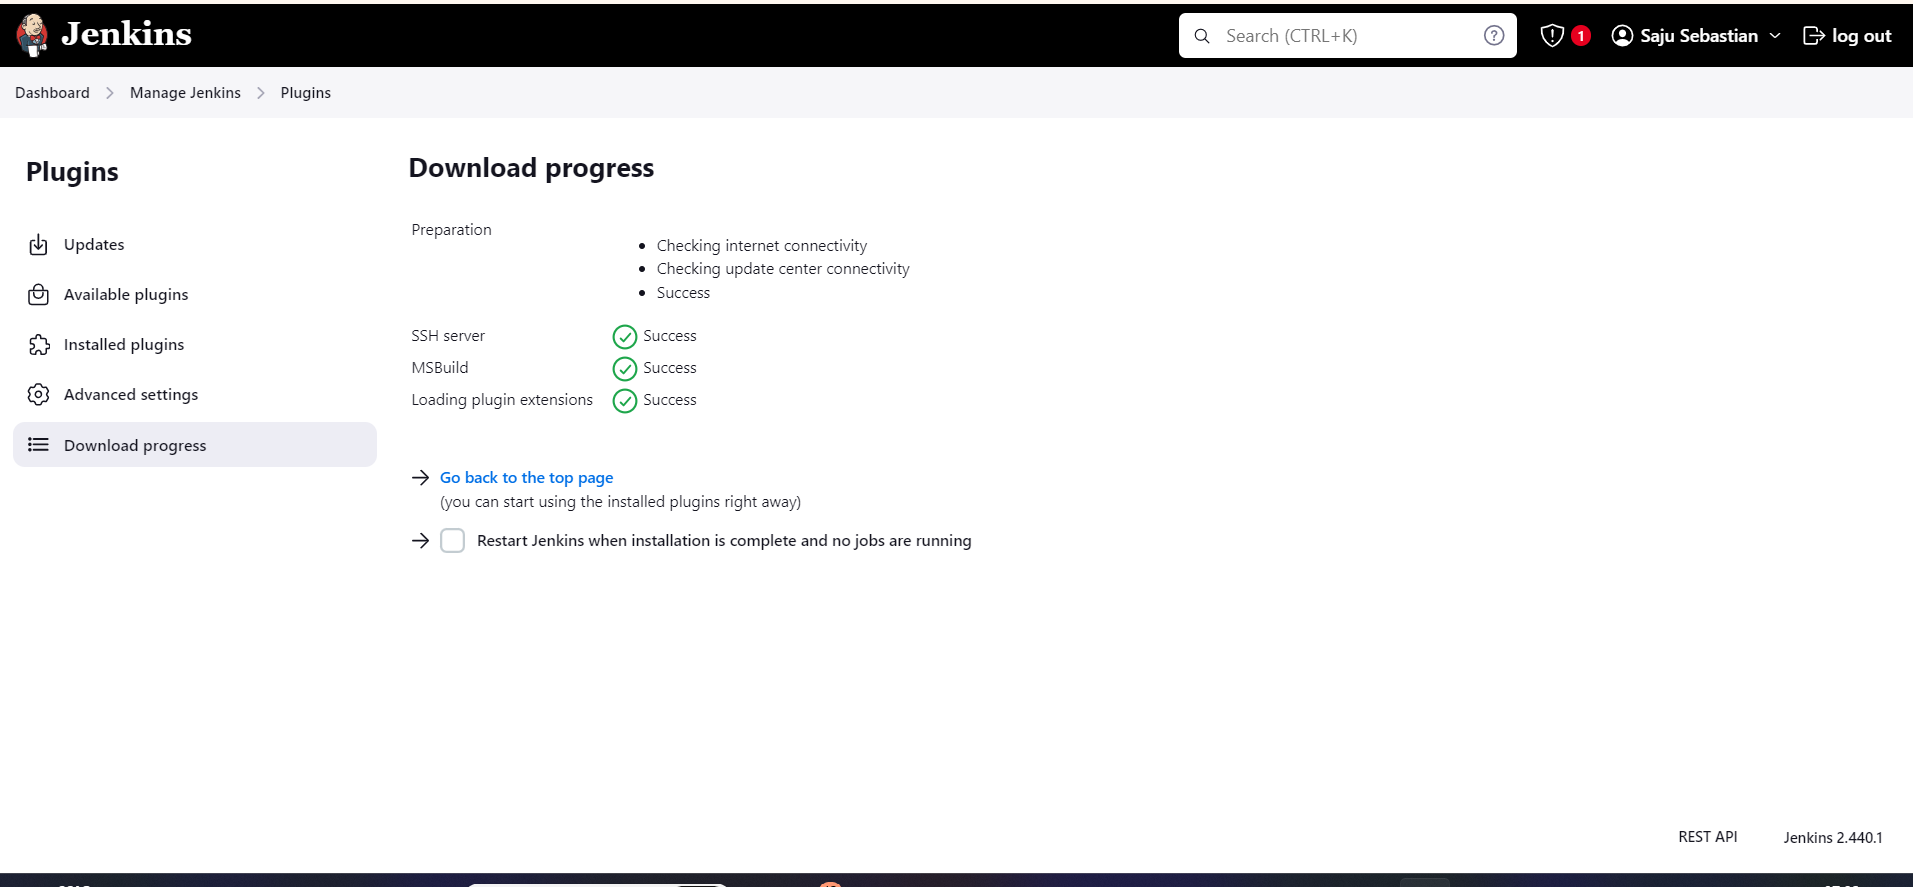 Jenkins
Search (CTRL+K)
1
Saju Sebastian
log out
Dashboard
Manage Jenkins
Plugins
Plugins
Updates
Available plugins
Installed plugins
Advanced settings
Download progress
Download progress
Preparation
Checking internet connectivity
Checking update center connectivity
Success
SSH server Success
MSBuild Success
Loading plugin extensions Success
Go back to the top page
(you can start using the installed plugins right away)
Restart Jenkins when installation is complete and no jobs are running
REST API
Jenkins 2.440.1